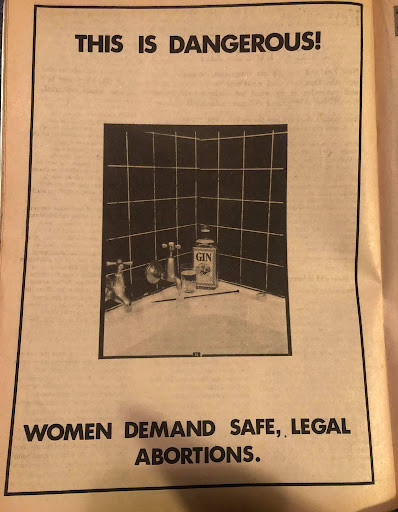 THIS IS DANGEROUS!
GIN
WOMEN DEMAND SAFE, LEGAL
ABORTIONS.